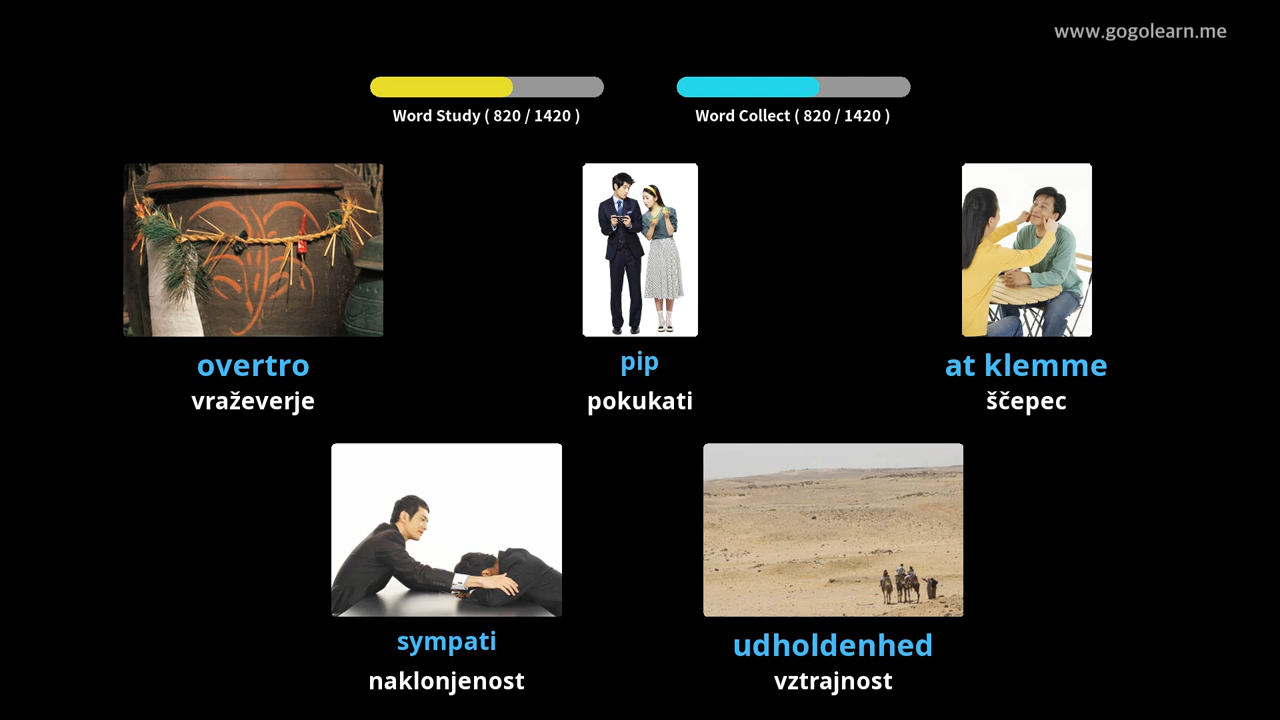 www.gogolearn.me
Word Study ( 820 / 1420 )
Word Collect ( 820 / 1420 )
overtro
vraževerje
pip
pokukati
at klemme
ščepec
sympati
naklonjenost
udholdenhed
vztrajnost